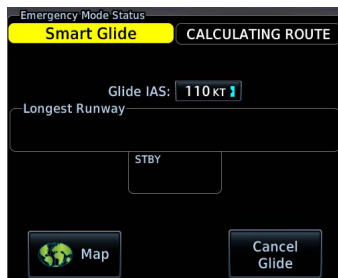 Emergency Mode Status
Smart Glide CALCULATING ROUTE
Glide IAS: 110 KT
Longest Runway
STBY
Map
Cancel
Glide